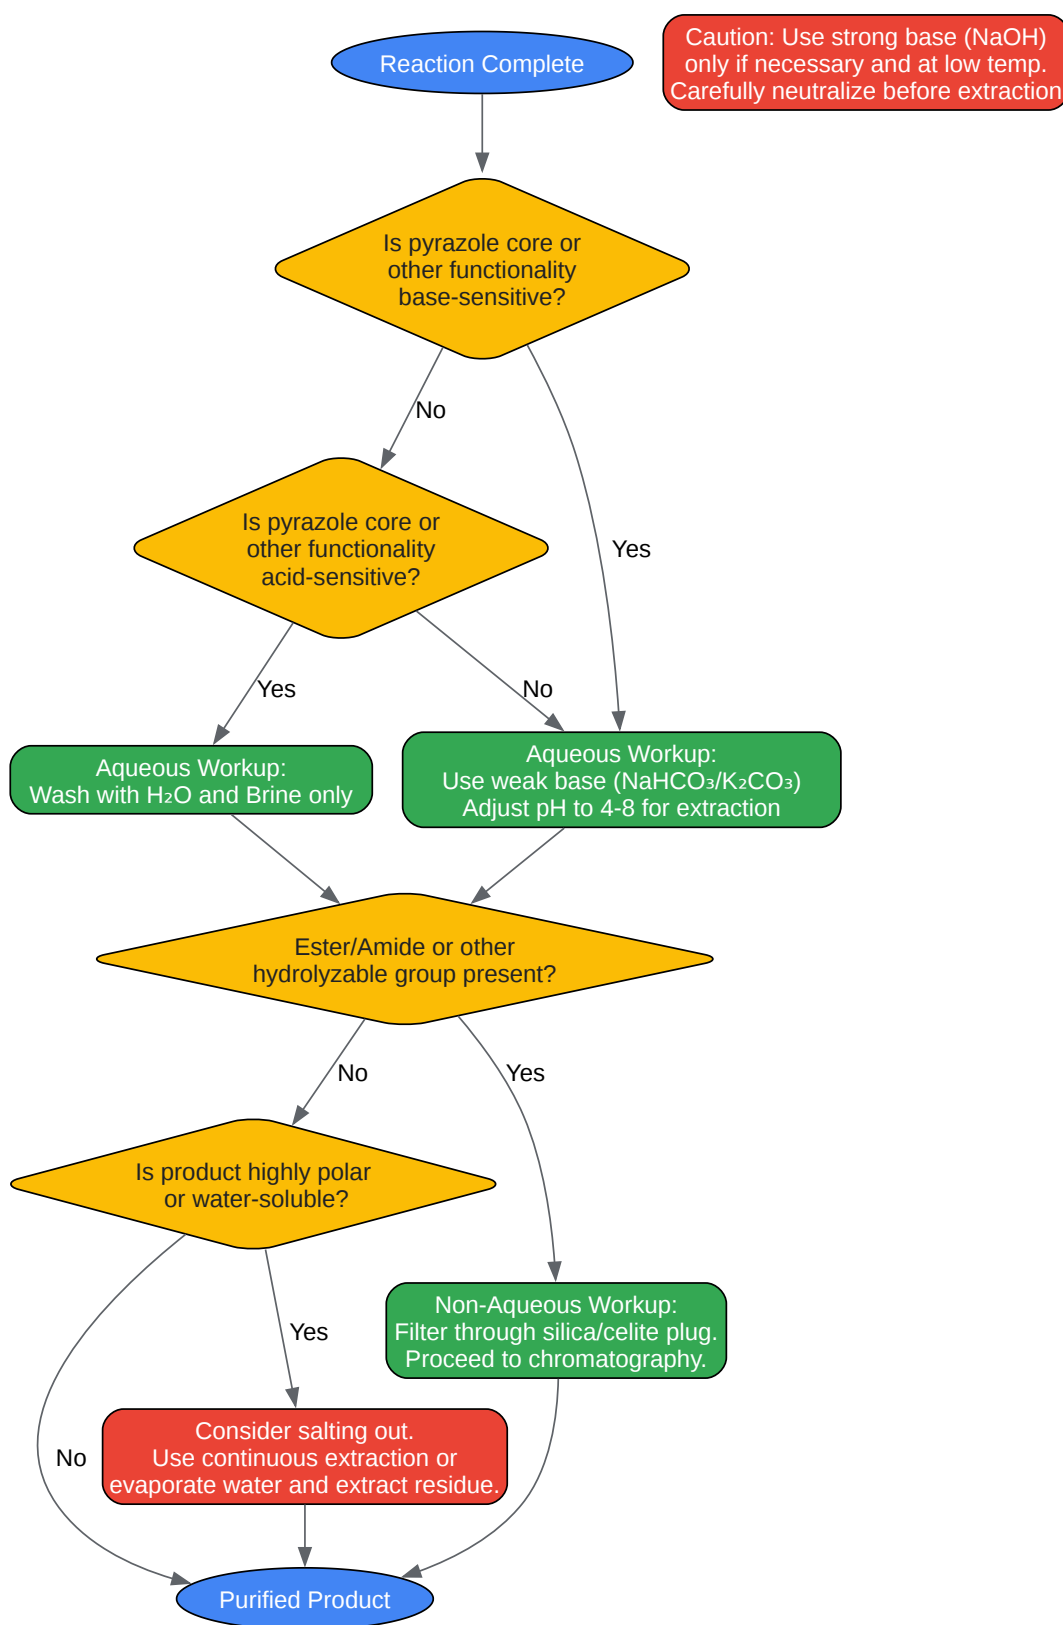 Reaction Complete
Caution: Use strong base (NaOH)
only if necessary and at low temp.
Carefully neutralize before extraction
Is pyrazole core or
other functionality
base-sensitive?
No
Yes
Is pyrazole core or
other functionality
acid-sensitive?
Yes
No
Aqueous Workup:
Wash with H₂O and Brine only
Aqueous Workup:
Use weak base (NaHCO₃/K₂CO₃)
Adjust pH to 4-8 for extraction
Ester/Amide or other
hydrolyzable group present?
No
Yes
Is product highly polar
or water-soluble?
Non-Aqueous Workup:
Filter through silica/celite plug.
Proceed to chromatography.
Yes
No
Consider salting out.
Use continuous extraction or
evaporate water and extract residue.
Purified Product